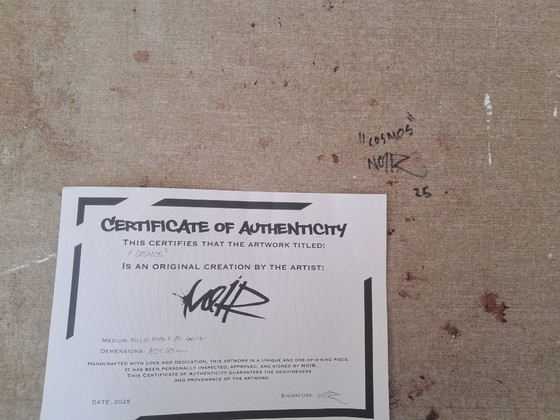 "COSMOS"
NOIR
25
CERTIFICATE OF AUTHENTICITY
THIS CERTIFIES THAT THE ARTWORK TITLED:
"COSMOS"
IS AN ORIGINAL CREATION BY THE ARTIST:
NOIR
MEDIUM:
DEMENSIONS:
HANDCRAFTED WITH LOVE AND DEDICATION, THIS ARTWORK IS A UNIQUE AND ONE-OF-A-KIND PIECE.
IT HAS BEEN PERSONALLY INSPECTED, APPROVED, AND SIGNED BY NOIR.
THIS CERTIFICATE OF AUTHENTICITY GUARANTEES THE GENUINENESS
AND PROVENANCE OF THE ARTWORK.
DATE: 2025 SIGNATURE: NOIR